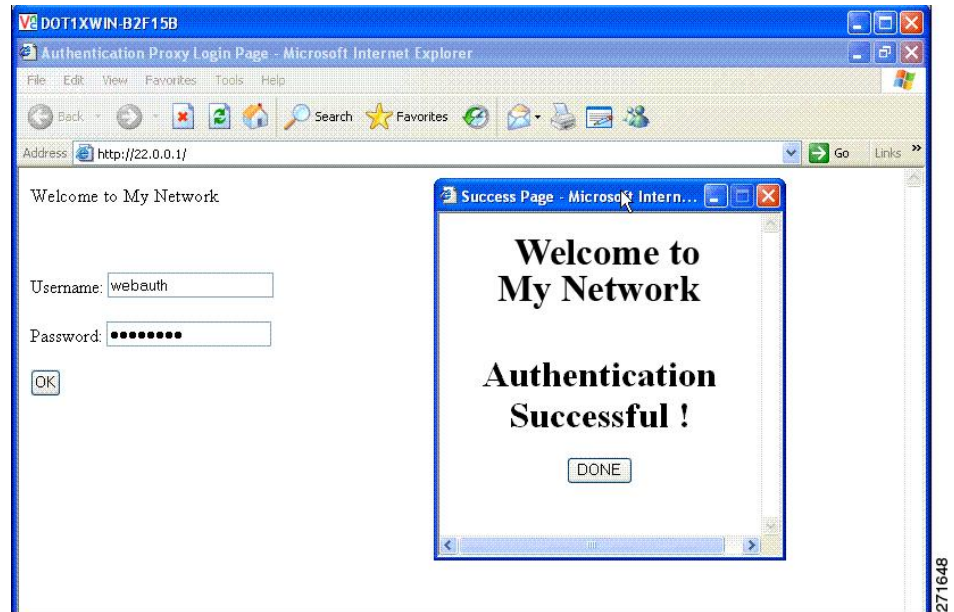 DOT1XWIN-B2F15B
Authentication Proxy Login Page - Microsoft Internet Explorer
File Edit View Favorites Tools Help
Back Search Favorites
Address http://22.0.0.1/ Go Links »
Welcome to My Network
Username: webauth
Password: ●●●●●●●●
OK
Success Page - Microsoft Intern...
Welcome to
My Network
Authentication
Successful !
DONE
271648